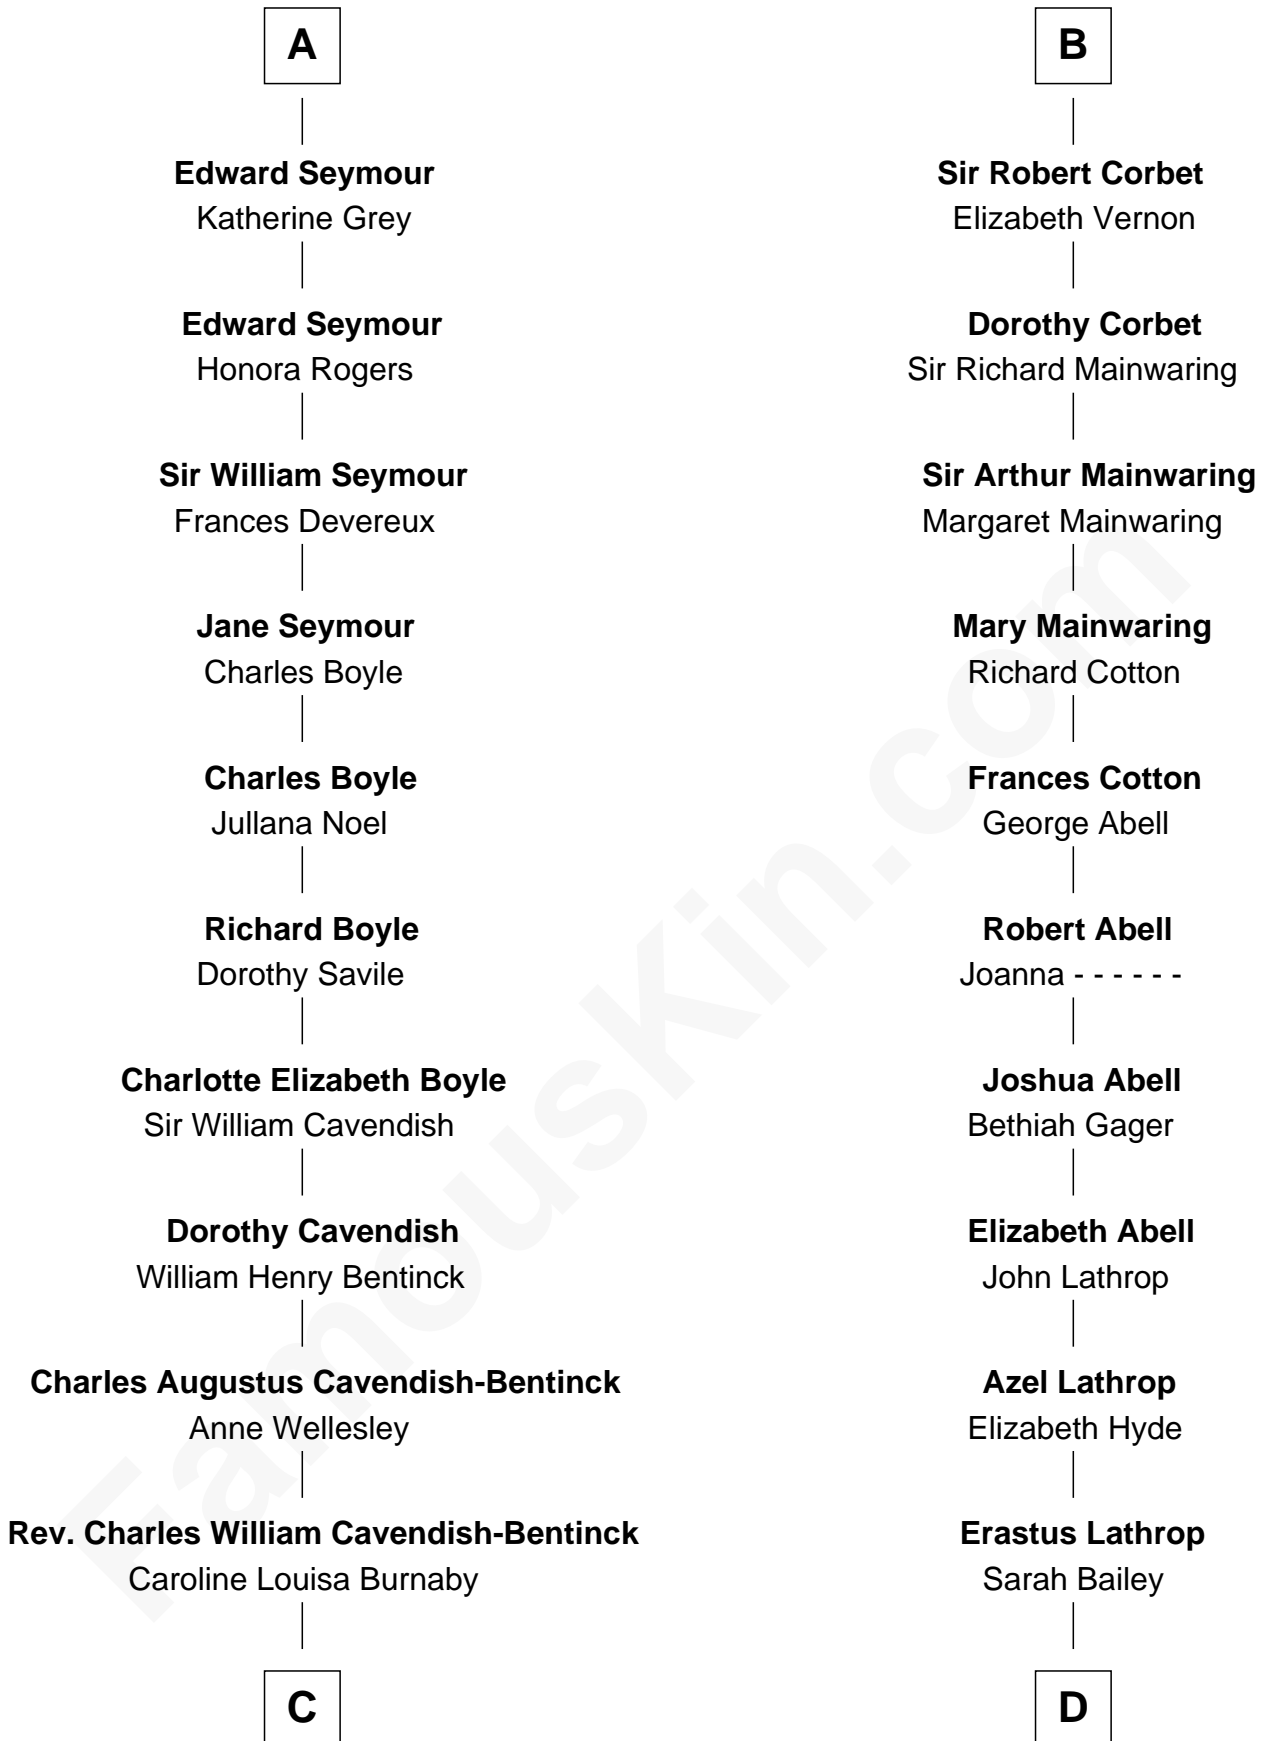 A
Edward Seymour
Katherine Grey
Edward Seymour
Honora Rogers
Sir William Seymour
Frances Devereux
Jane Seymour
Charles Boyle
Charles Boyle
Jullana Noel
Richard Boyle
Dorothy Savile
Charlotte Elizabeth Boyle
Sir William Cavendish
Dorothy Cavendish
William Henry Bentinck
Charles Augustus Cavendish-Bentinck
Anne Wellesley
Rev. Charles William Cavendish-Bentinck
Caroline Louisa Burnaby
C
B
Sir Robert Corbet
Elizabeth Vernon
Dorothy Corbet
Sir Richard Mainwaring
Sir Arthur Mainwaring
Margaret Mainwaring
Mary Mainwaring
Richard Cotton
Frances Cotton
George Abell
Robert Abell
Joanna - - - - - -
Joshua Abell
Bethiah Gager
Elizabeth Abell
John Lathrop
Azel Lathrop
Elizabeth Hyde
Erastus Lathrop
Sarah Bailey
D
FamousKin.com